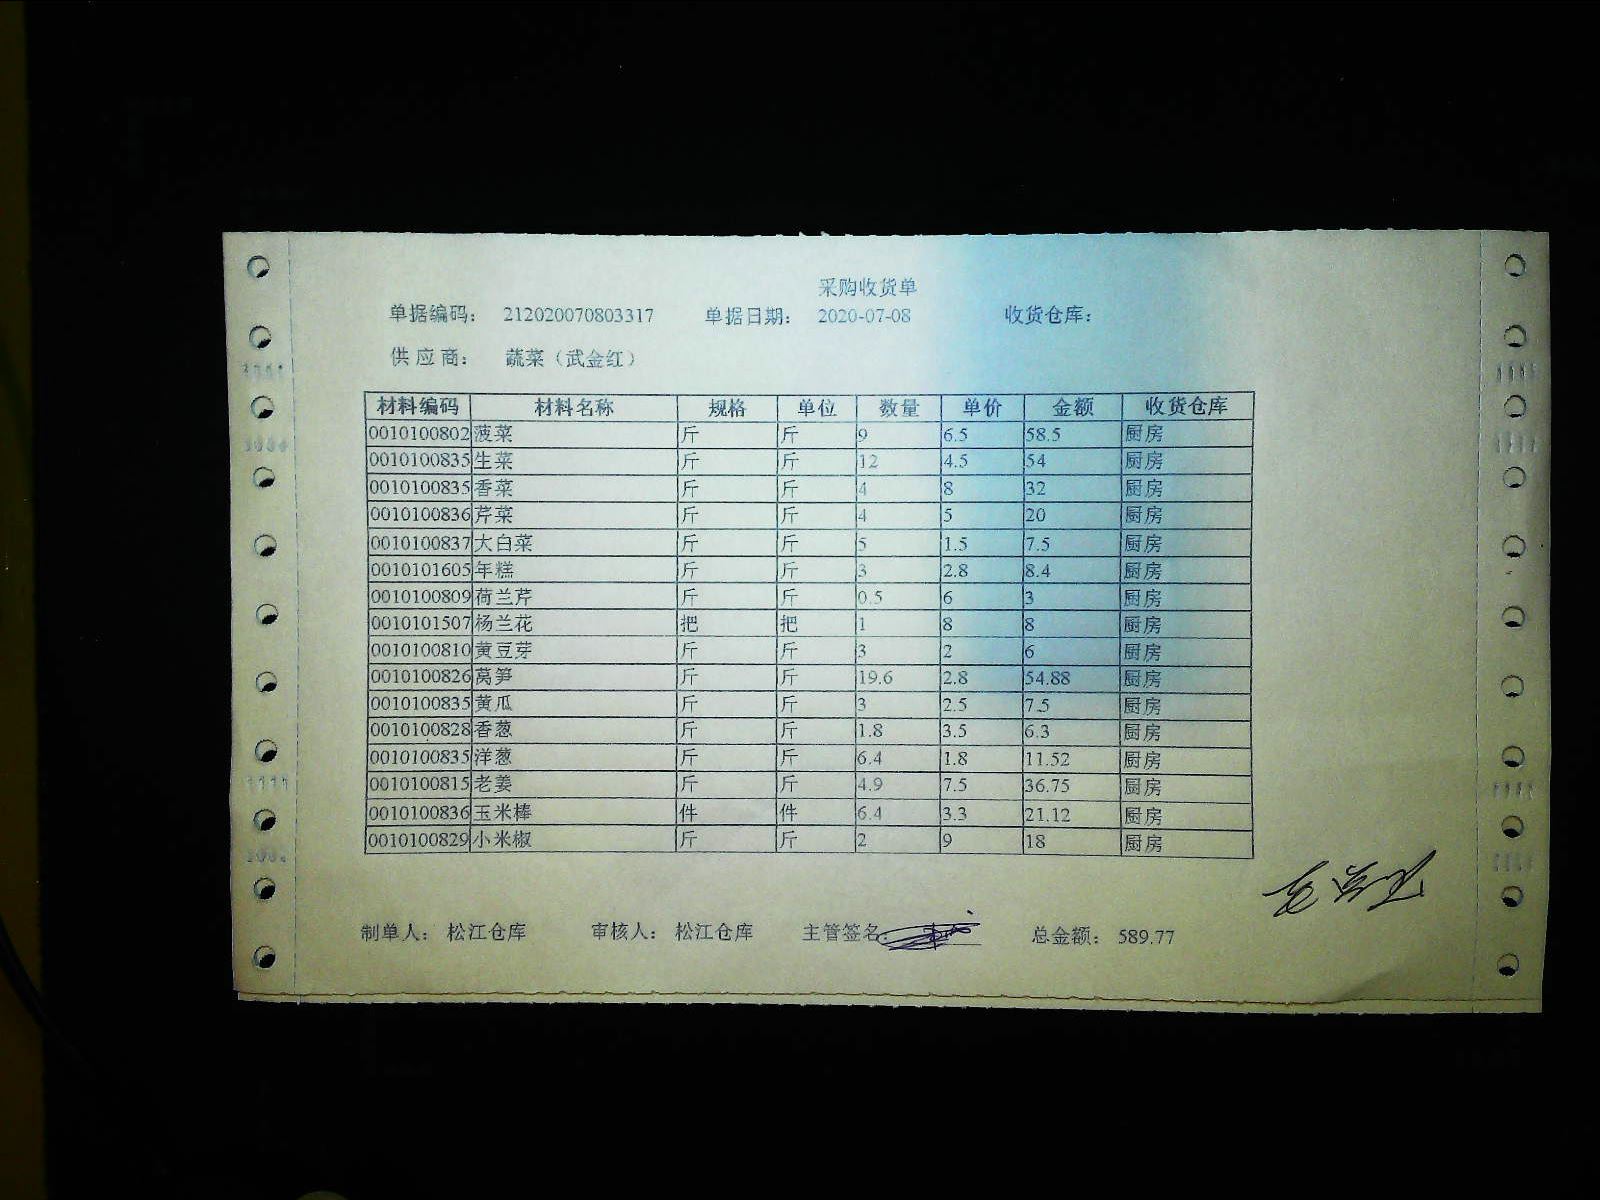 采购收货单
单据编码： 212020070803317 单据日期： 2020-07-08 收货仓库：
供 应 商： 蔬菜（武金红）
材料编码 材料名称 规格 单位 数量 单价 金额 收货仓库
0010100802 菠菜 斤 斤 9 6.5 58.5 厨房
0010100835 生菜 斤 斤 12 4.5 54 厨房
0010100835 香菜 斤 斤 4 8 32 厨房
0010100836 芹菜 斤 斤 4 5 20 厨房
0010100837 大白菜 斤 斤 5 1.5 7.5 厨房
0010101605 年糕 斤 斤 3 2.8 8.4 厨房
0010100809 荷兰芹 斤 斤 0.5 6 3 厨房
0010101507 杨兰花 把 把 1 8 8 厨房
0010100810 黄豆芽 斤 斤 3 2 6 厨房
0010100826 莴笋 斤 斤 19.6 2.8 54.88 厨房
0010100835 黄瓜 斤 斤 3 2.5 7.5 厨房
0010100828 香葱 斤 斤 1.8 3.5 6.3 厨房
0010100835 洋葱 斤 斤 6.4 1.8 11.52 厨房
0010100815 老姜 斤 斤 4.9 7.5 36.75 厨房
0010100836 玉米棒 件 件 6.4 3.3 21.12 厨房
0010100829 小米椒 斤 斤 2 9 18 厨房
制单人： 松江仓库 审核人： 松江仓库 主管签名： 总金额： 589.77